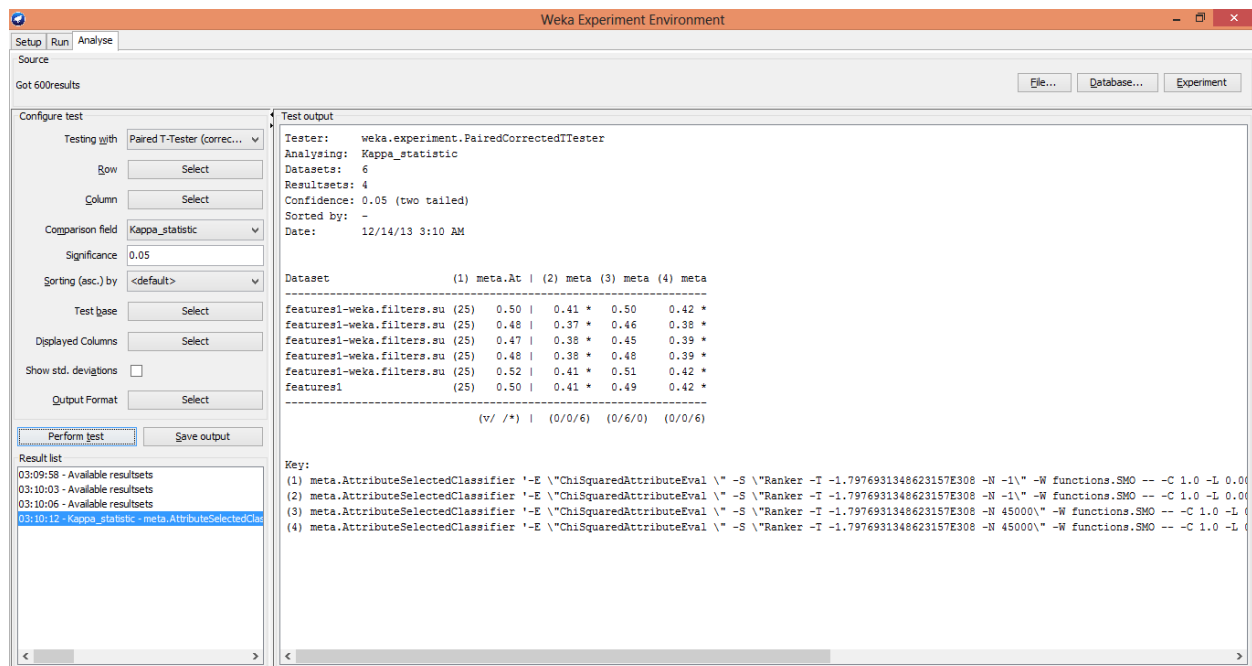 Weka Experiment Environment
Setup Run Analyse
Source
Got 600results
File... Database... Experiment
Configure test
Testing with Paired T-Tester (correc...
Row Select
Column Select
Comparison field Kappa_statistic
Significance 0.05
Sorting (asc.) by <default>
Test base Select
Displayed Columns Select
Show std. deviations
Output Format Select
Perform test Save output
Result list
03:09:58 - Available resultsets
03:10:03 - Available resultsets
03:10:06 - Available resultsets
03:10:12 - Kappa_statistic - meta.AttributeSelectedClas
Test output
Tester: weka.experiment.PairedCorrectedTTester
Analysing: Kappa_statistic
Datasets: 6
Resultsets: 4
Confidence: 0.05 (two tailed)
Sorted by: -
Date: 12/14/13 3:10 AM
Dataset (1) meta.At | (2) meta (3) meta (4) meta
--------------------------------------------------------------
features1-weka.filters.su (25) 0.50 | 0.41 * 0.50 0.42 *
features1-weka.filters.su (25) 0.48 | 0.37 * 0.46 0.38 *
features1-weka.filters.su (25) 0.47 | 0.38 * 0.45 0.39 *
features1-weka.filters.su (25) 0.48 | 0.38 * 0.48 0.39 *
features1-weka.filters.su (25) 0.52 | 0.41 * 0.51 0.42 *
features1 (25) 0.50 | 0.41 * 0.49 0.42 *
--------------------------------------------------------------
(v/ /*) | (0/0/6) (0/6/0) (0/0/6)
Key:
(1) meta.AttributeSelectedClassifier '-E \"ChiSquaredAttributeEval \" -S \"Ranker -T -1.7976931348623157E308 -N -1\" -W functions.SMO -- -C 1.0 -L 0.00
(2) meta.AttributeSelectedClassifier '-E \"ChiSquaredAttributeEval \" -S \"Ranker -T -1.7976931348623157E308 -N -1\" -W functions.SMO -- -C 1.0 -L 0.00
(3) meta.AttributeSelectedClassifier '-E \"ChiSquaredAttributeEval \" -S \"Ranker -T -1.7976931348623157E308 -N 45000\" -W functions.SMO -- -C 1.0 -L
(4) meta.AttributeSelectedClassifier '-E \"ChiSquaredAttributeEval \" -S \"Ranker -T -1.7976931348623157E308 -N 45000\" -W functions.SMO -- -C 1.0 -L